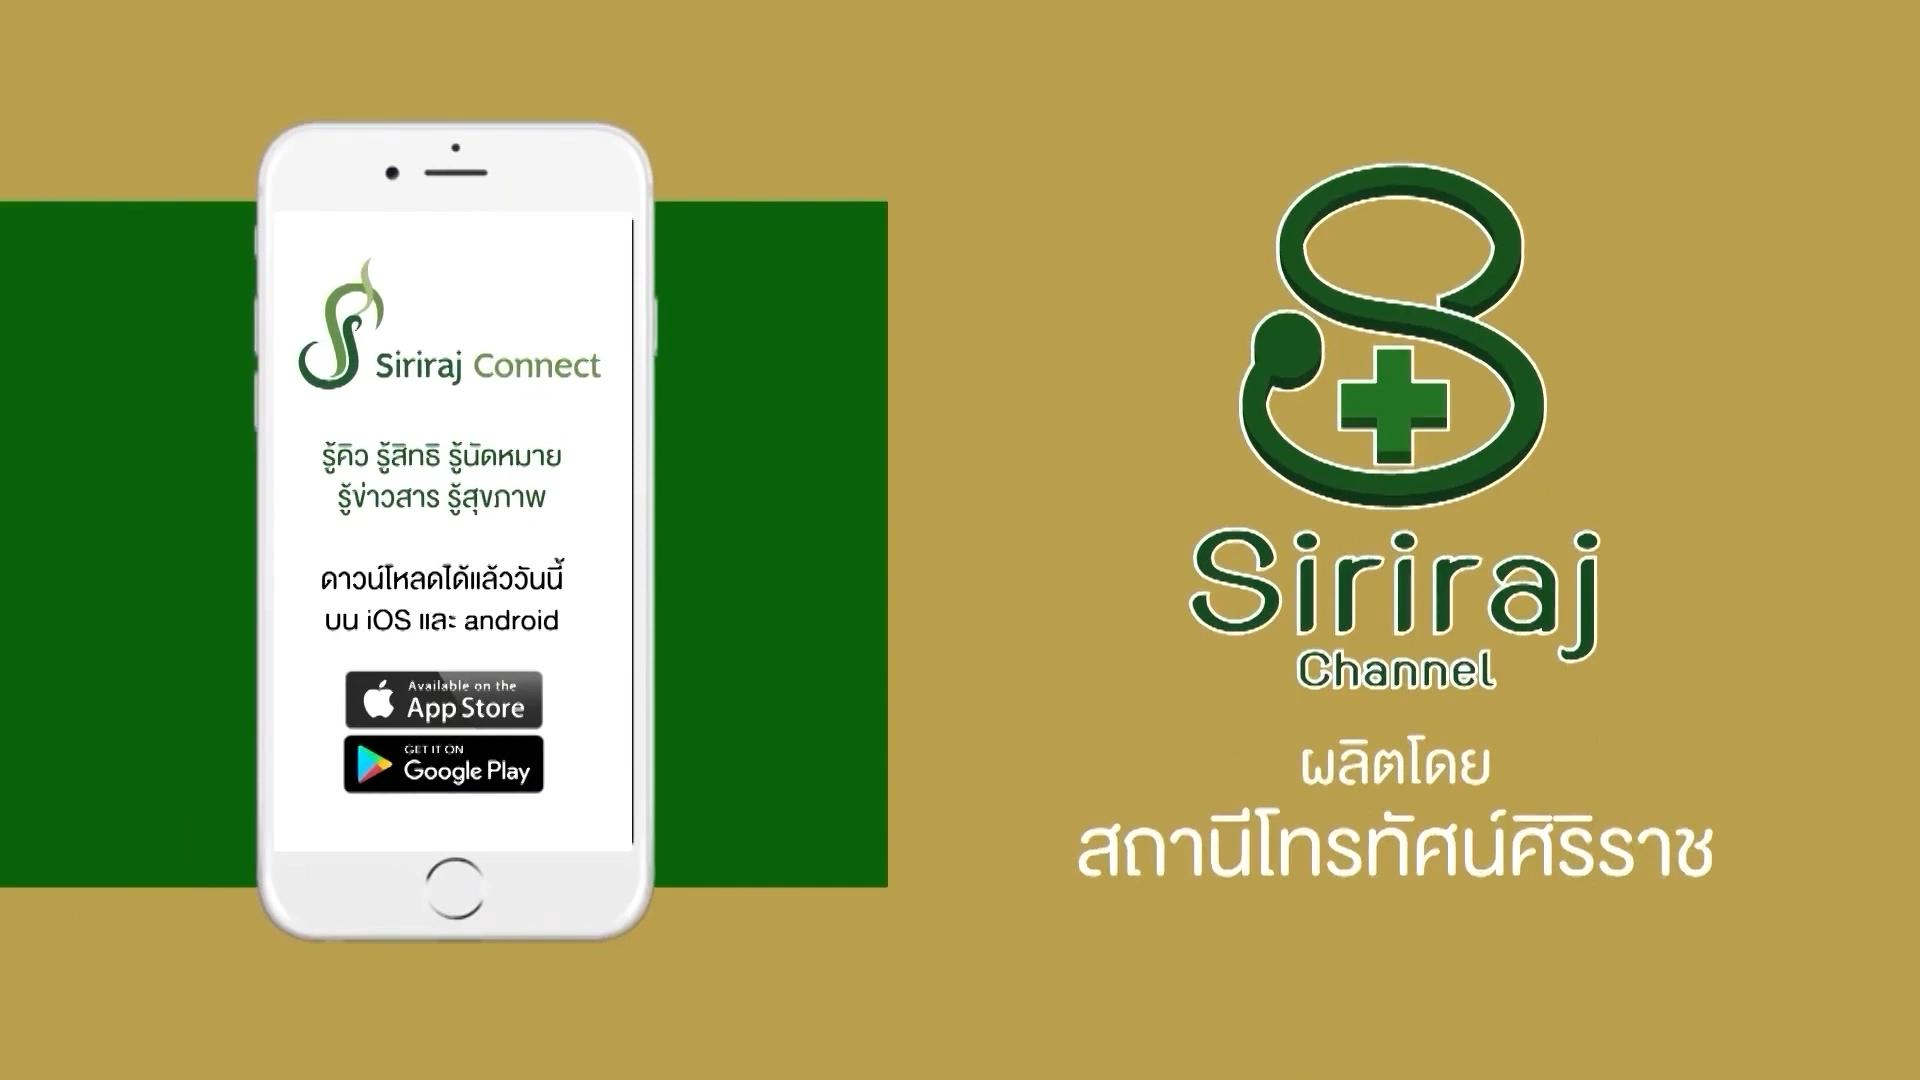 Siriraj Connect
รู้คิว รู้สิทธิ รู้นัดหมาย
รู้ข่าวสาร รู้สุขภาพ
ดาวน์โหลดได้แล้ววันนี้
บน iOS และ android
Available on the
App Store
GET IT ON
Google Play
Siriraj
Channel
ผลิตโดย
สถานีโทรทัศน์ศิริราช